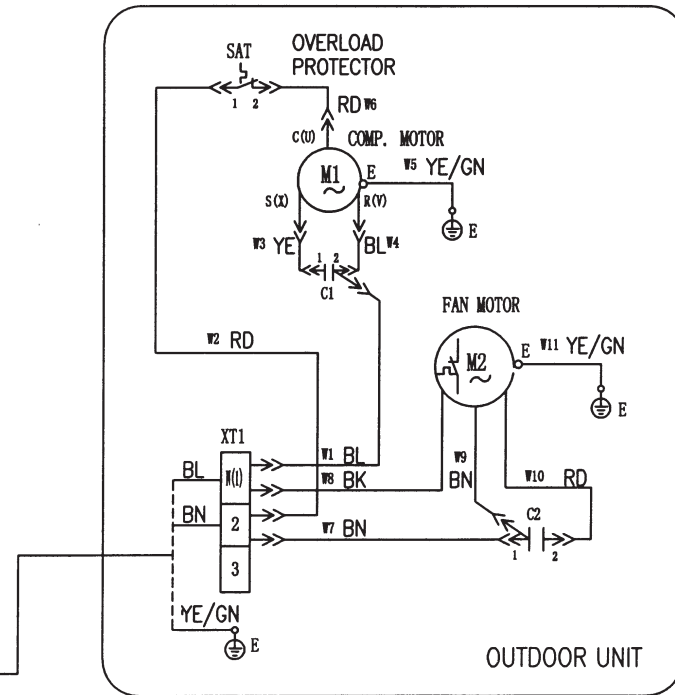 SAT
OVERLOAD
PROTECTOR
1 2
RD W6
C(U) COMP. MOTOR
M1
~
E
W5 YE/GN
S(X)
R(V)
E
W3 YE
1 2
BL W4
C1
FAN MOTOR
W2 RD
M2
~
E
W11 YE/GN
E
XT1
BL
N(1)
W1 BL
W8 BK
W9
BN
W10 RD
BN
2
W7 BN
C2
1 2
3
YE/GN
E
OUTDOOR UNIT